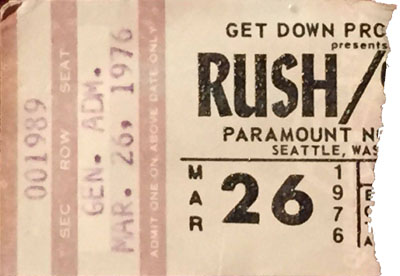 001989
SEC ROW SEAT
GEN. ADM.
MAR. 26, 1976
ADMIT ONE ON ABOVE DATE ONLY
GET DOWN PRO
presents
RUSH/
PARAMOUNT N
SEATTLE, WAS
MAR 26 1976